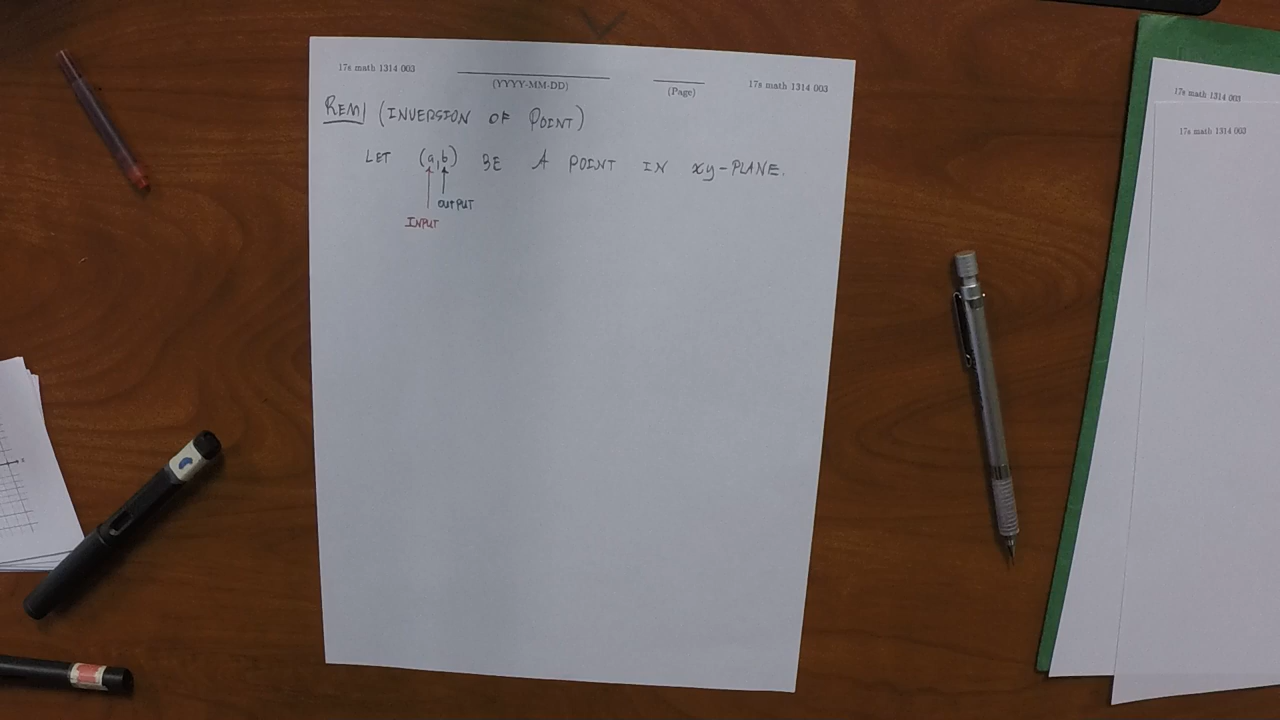 17s math 1314 003
(YYYY-MM-DD)
(Page)
17s math 1314 003
REM (INVERSION OF POINT)
LET (a,b) BE A POINT IN xy-PLANE.
OUTPUT
INPUT
17s math 1314 003
17s math 1314 003